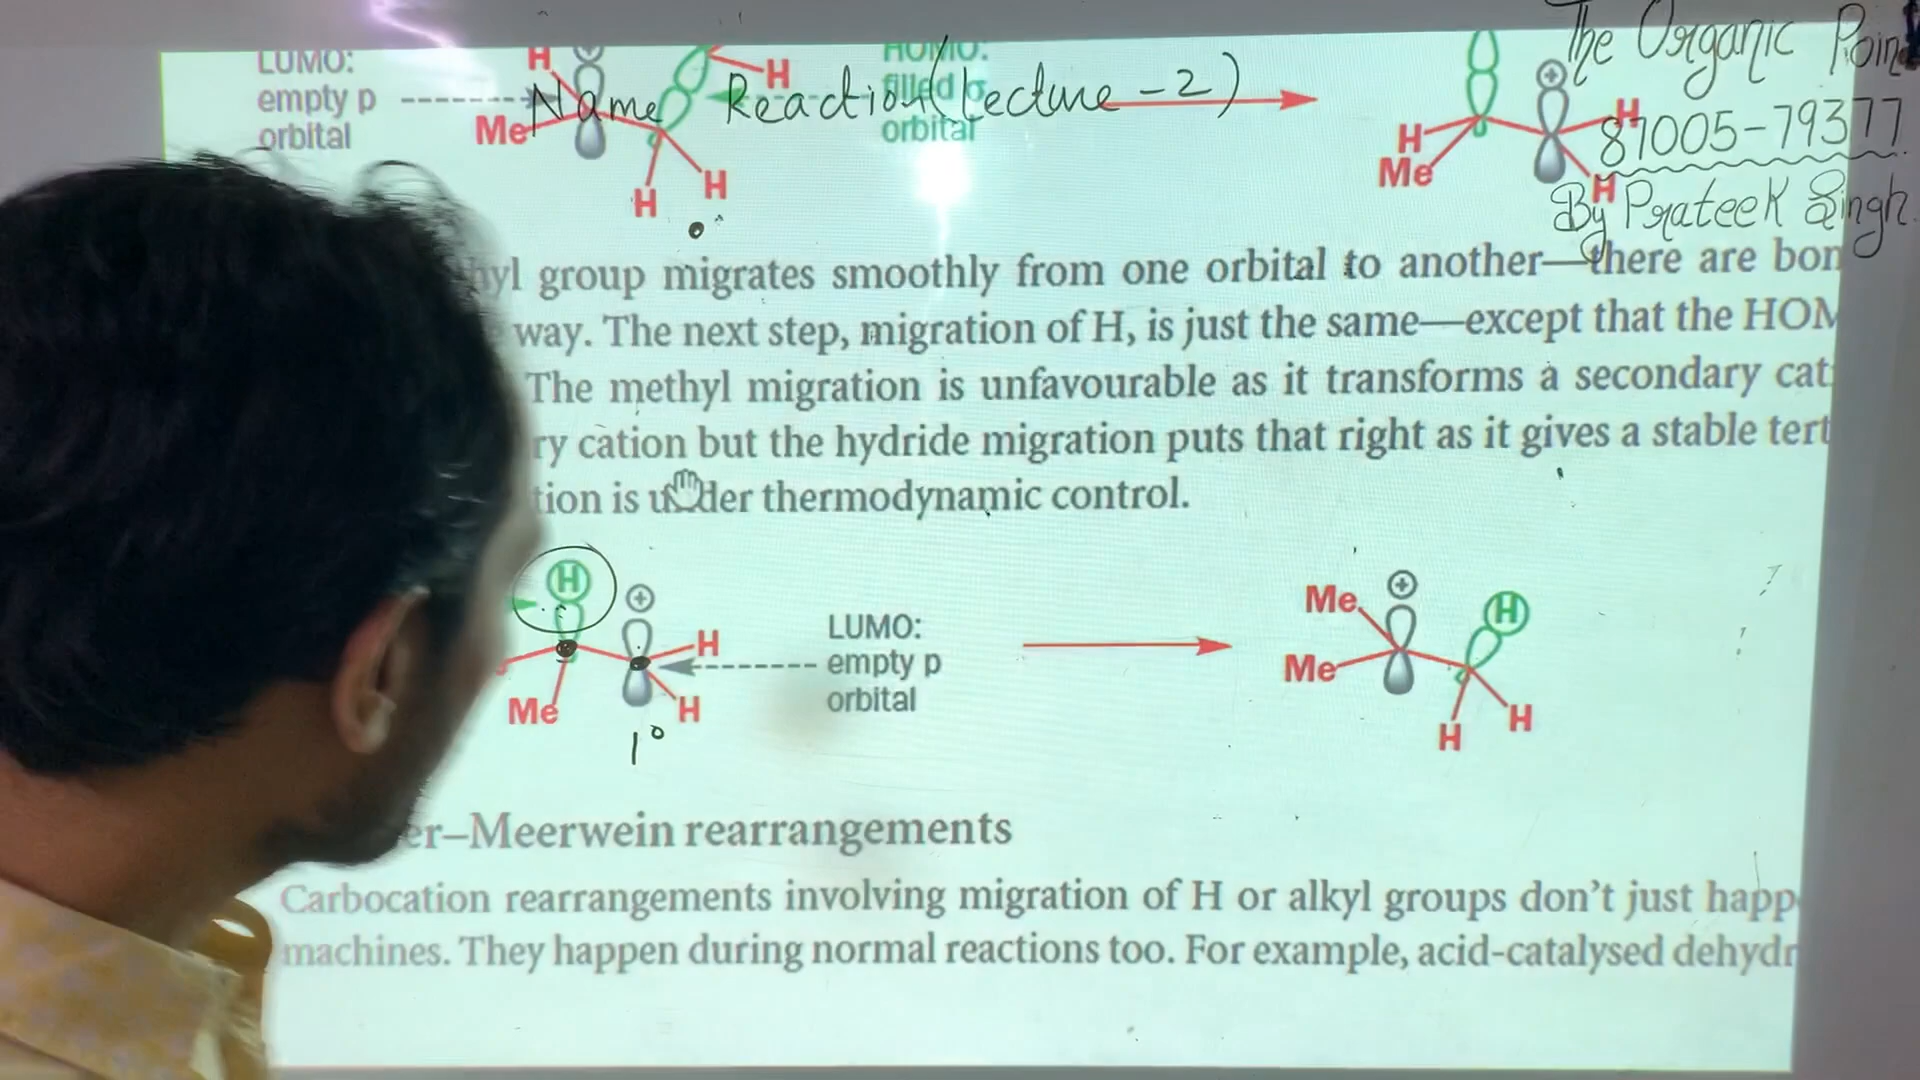 The Organic Poin
LUMO:
empty p
orbital
H
H
Me
H
H
HOMO:
filled σ
orbital
Name Reaction (Lecture - 2)
H
Me
H
H
87005-79377
By Prateek Singh
hyl group migrates smoothly from one orbital to another—there are bon
way. The next step, migration of H, is just the same—except that the HOM
The methyl migration is unfavourable as it transforms a secondary cat
ry cation but the hydride migration puts that right as it gives a stable tert
tion is under thermodynamic control.
H
+
H
Me
H
1°
LUMO:
empty p
orbital
Me
+
H
Me
H
H
er–Meerwein rearrangements
Carbocation rearrangements involving migration of H or alkyl groups don't just happ
machines. They happen during normal reactions too. For example, acid-catalysed dehydr